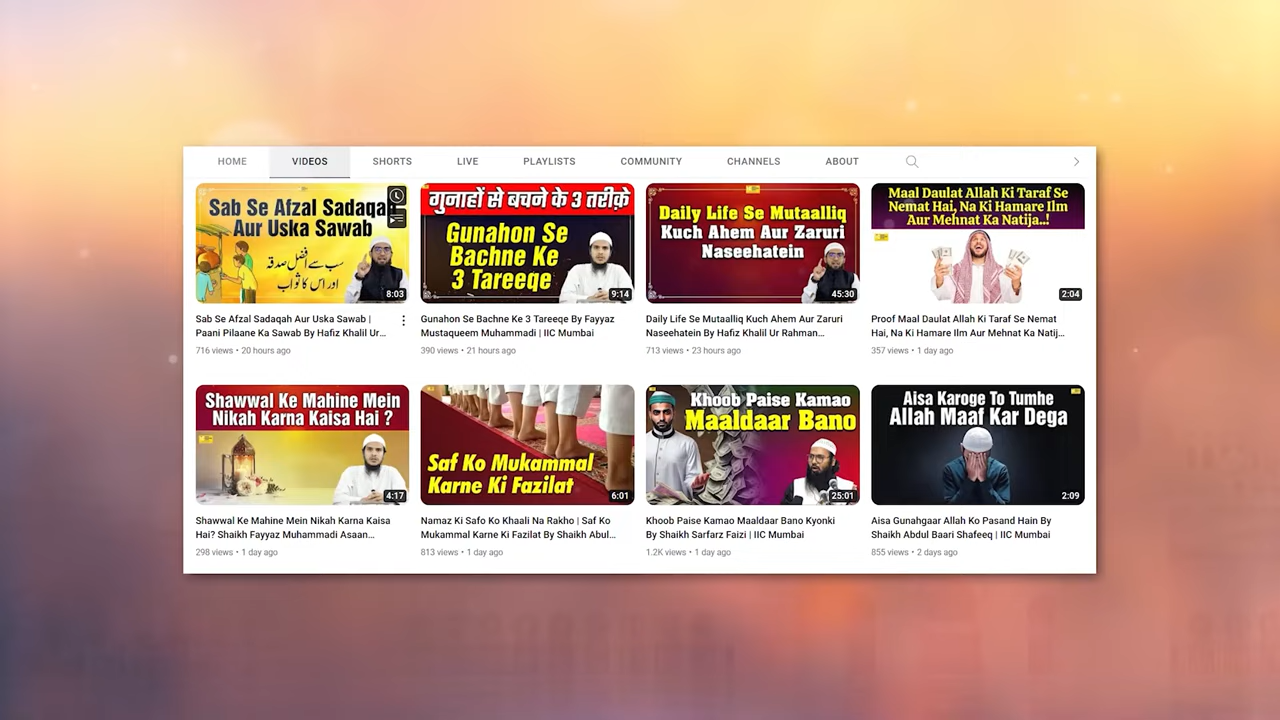 HOME VIDEOS SHORTS LIVE PLAYLISTS COMMUNITY CHANNELS ABOUT
Sab Se Afzal Sadaqah
Aur Uska Sawab
سب سے افضل صدقہ
اور اس کا ثواب
8:03
Sab Se Afzal Sadaqah Aur Uska Sawab |
Paani Pilaane Ka Sawab By Hafiz Khalil Ur...
716 views • 20 hours ago
गुनाहों से बचने के 3 तरीक़े
Gunahon Se
Bachne Ke
3 Tareeqe
9:14
Gunahon Se Bachne Ke 3 Tareeqe By Fayyaz
Mustaqueem Muhammadi | IIC Mumbai
390 views • 21 hours ago
Daily Life Se Mutaalliq
Kuch Ahem Aur Zaruri
Naseehatein
45:30
Daily Life Se Mutaalliq Kuch Ahem Aur Zaruri
Naseehatein By Hafiz Khalil Ur Rahman...
713 views • 23 hours ago
Maal Daulat Allah Ki Taraf Se
Nemat Hai, Na Ki Hamare Ilm
Aur Mehnat Ka Natija..!
2:04
Proof Maal Daulat Allah Ki Taraf Se Nemat
Hai, Na Ki Hamare Ilm Aur Mehnat Ka Natij...
357 views • 1 day ago
Shawwal Ke Mahine Mein
Nikah Karna Kaisa Hai ?
4:17
Shawwal Ke Mahine Mein Nikah Karna Kaisa
Hai? Shaikh Fayyaz Muhammadi Asaan...
298 views • 1 day ago
Saf Ko Mukammal
Karne Ki Fazilat
6:01
Namaz Ki Safo Ko Khaali Na Rakho | Saf Ko
Mukammal Karne Ki Fazilat By Shaikh Abul...
813 views • 1 day ago
Khoob Paise Kamao
Maaldaar Bano
25:01
Khoob Paise Kamao Maaldaar Bano Kyonki
By Shaikh Sarfarz Faizi | IIC Mumbai
1.2K views • 1 day ago
Aisa Karoge To Tumhe
Allah Maaf Kar Dega
2:09
Aisa Gunahgaar Allah Ko Pasand Hain By
Shaikh Abdul Baari Shafeeq | IIC Mumbai
855 views • 2 days ago